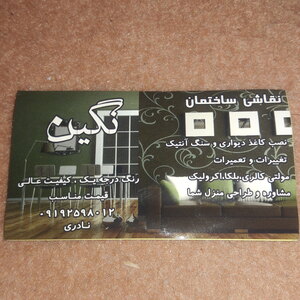 نقاشی ساختمان
نصب کاغذ دیواری و سنگ آنتیک
تغییرات و تعمیرات
مولتی کالر،بلکا،اکرولیک
مشاوره و طراحی منزل شما
نگین
رنگ درجه یک ، کیفیت عالی
قیمت مناسب
۰۹۱۹۲۵۹۸۰۱۲
نادری